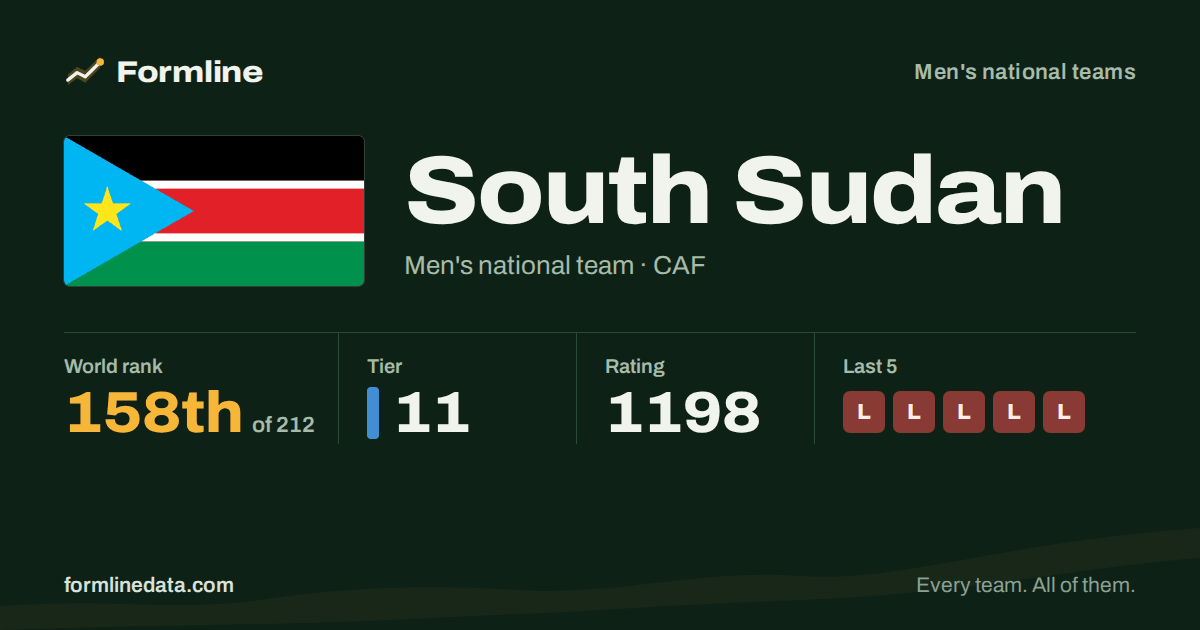 Formline
Men's national teams
South Sudan
Men's national team · CAF
World rank
158th of 212
Tier
11
Rating
1198
Last 5
L L L L L
formlinedata.com
Every team. All of them.